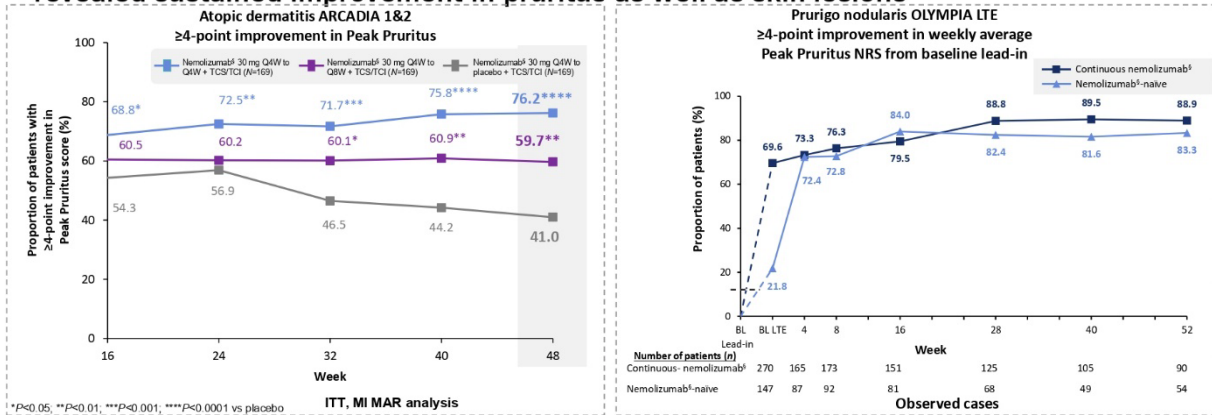 revealed sustained improvement in pruritus as well as skin lesions
Atopic dermatitis ARCADIA 1&2
≥4-point improvement in Peak Pruritus
Proportion of patients with
≥4-point improvement in
Peak Pruritus score (%)
100
80
60
40
20
0
Nemolizumab§ 30 mg Q4W to
Q4W + TCS/TCI (N=169)
Nemolizumab§ 30 mg Q4W to
Q8W + TCS/TCI (N=169)
Nemolizumab§ 30 mg Q4W to
placebo + TCS/TCI (N=169)
68.8* 72.5** 71.7*** 75.8**** 76.2****
60.5 60.2 60.1* 60.9** 59.7**
54.3 56.9 46.5 44.2 41.0
16 24 32 40 48
Week
ITT, MI MAR analysis
*P<0.05; **P<0.01; ***P<0.001; ****P<0.0001 vs placebo
Prurigo nodularis OLYMPIA LTE
≥4-point improvement in weekly average
Peak Pruritus NRS from baseline lead-in
Continuous nemolizumab§
Nemolizumab§-naïve
Proportion of patients (%)
100
80
60
40
20
0
69.6 73.3 76.3 79.5 88.8 89.5 88.9
21.8 72.4 72.8 84.0 82.4 81.6 83.3
BL
Lead-in
BL LTE 4 8 16 28 40 52
Week
Number of patients (n)
Continuous- nemolizumab§ 270 165 173 151 125 105 90
Nemolizumab§-naïve 147 87 92 81 68 49 54
Observed cases